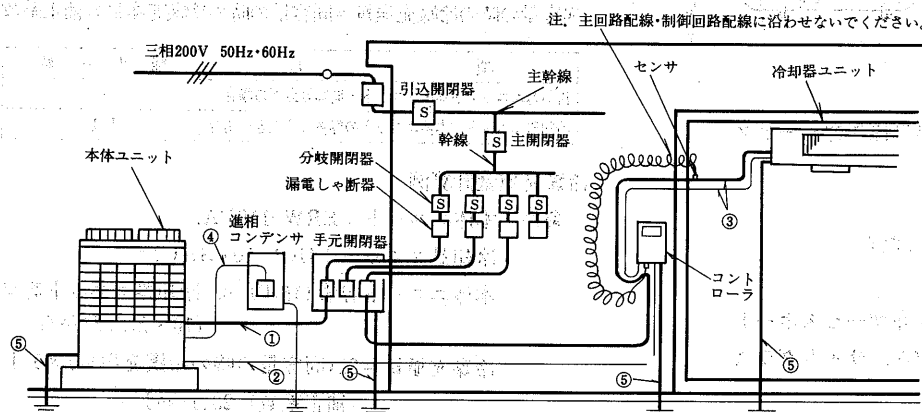 注．主回路配線・制御回路配線に沿わせないでください。
三相200V 50Hz・60Hz
センサ
冷却器ユニット
引込開閉器
主幹線
S
幹線
主開閉器
S
本体ユニット
分岐開閉器
漏電しゃ断器
S
S
S
S
③
④
進相
コンデンサ
手元開閉器
コント
ローラ
①
⑤
②
⑤
⑤
⑤